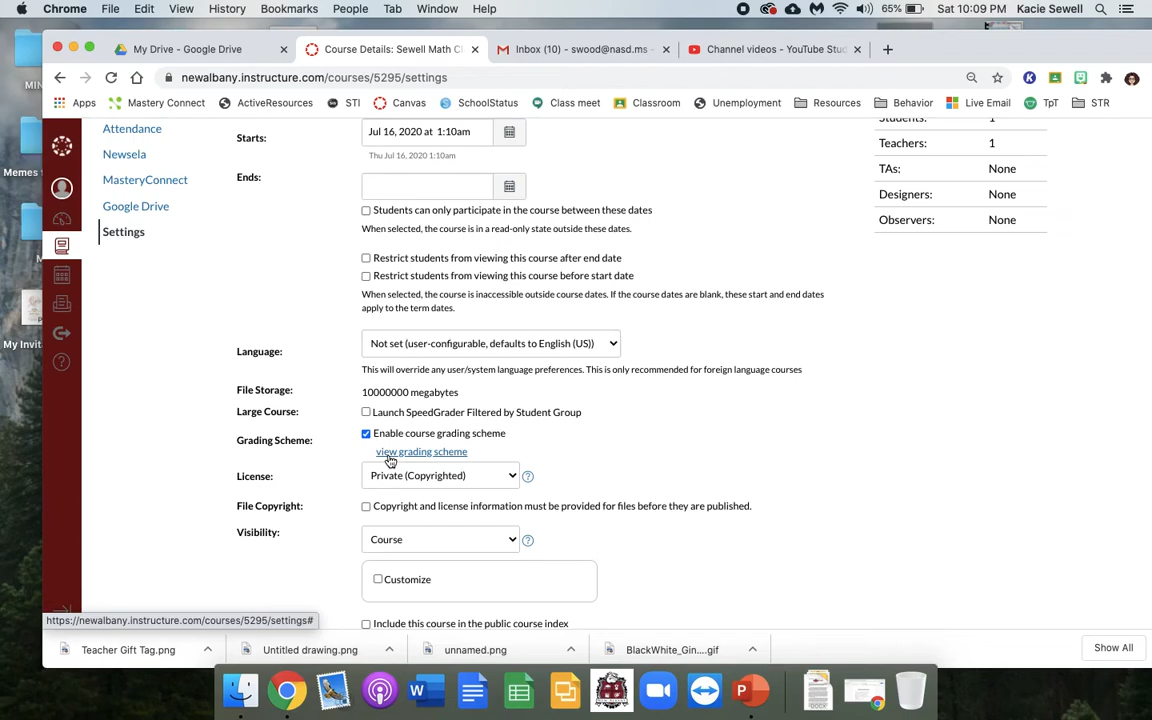 Chrome File Edit View History Bookmarks People Tab Window Help 65% Sat 10:09 PM Kacie Sewell
My Drive - Google Drive Course Details: Sewell Math C Inbox (10) - swood@nasd.ms - Channel videos - YouTube Stud
newalbany.instructure.com/courses/5295/settings
Apps Mastery Connect ActiveResources STI Canvas SchoolStatus Class meet Classroom Unemployment Resources Behavior Live Email TpT STR
Attendance
Newsela
MasteryConnect
Google Drive
Settings
Starts: Jul 16, 2020 at 1:10am
Thu Jul 16, 2020 1:10am
Ends:
Students can only participate in the course between these dates
When selected, the course is in a read-only state outside these dates.
Restrict students from viewing this course after end date
Restrict students from viewing this course before start date
When selected, the course is inaccessible outside course dates. If the course dates are blank, these start and end dates
apply to the term dates.
Language: Not set (user-configurable, defaults to English (US))
This will override any user/system language preferences. This is only recommended for foreign language courses
File Storage: 10000000 megabytes
Large Course: Launch SpeedGrader Filtered by Student Group
Grading Scheme: Enable course grading scheme
view grading scheme
License: Private (Copyrighted)
File Copyright: Copyright and license information must be provided for files before they are published.
Visibility: Course
Customize
Include this course in the public course index
Students: 1
Teachers: 1
TAs: None
Designers: None
Observers: None
https://newalbany.instructure.com/courses/5295/settings#
Teacher Gift Tag.png Untitled drawing.png unnamed.png BlackWhite_Gin....gif Show All
MIN
Memes
My Invit